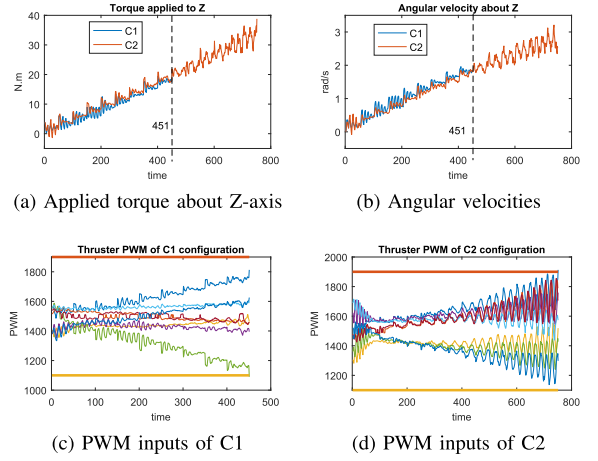 Torque applied to Z
Angular velocity about Z
40
30
20
10
0
N.m
C1
C2
451
0 200 400 600 800
time
3
2
1
0
rad/s
C1
C2
451
0 200 400 600 800
time
(a) Applied torque about Z-axis
(b) Angular velocities
Thruster PWM of C1 configuration
Thruster PWM of C2 configuration
1800
1600
1400
1200
1000
PWM
0 100 200 300 400 500
time
2000
1800
1600
1400
1200
1100
PWM
0 200 400 600 800
time
(c) PWM inputs of C1
(d) PWM inputs of C2